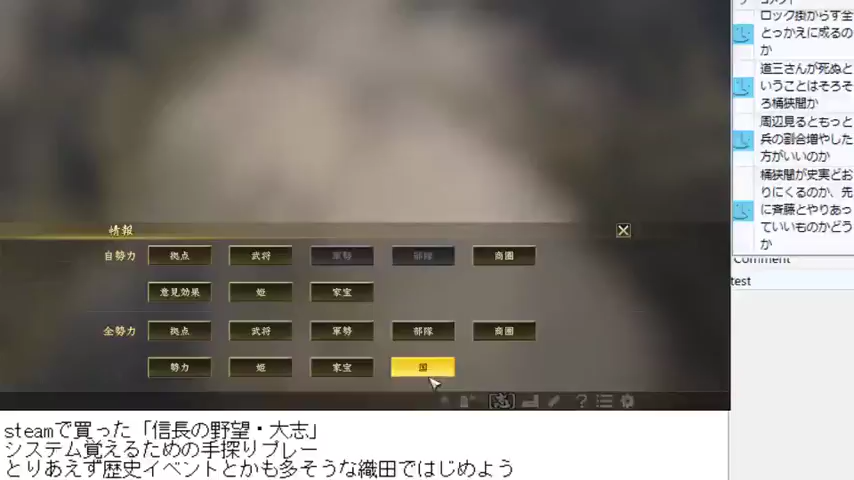 ロック掛からず全
とっかえに成るの
か
道三さんが死ぬと
いうことはそろそ
ろ桶狭間か
周辺見るともっと
兵の割合増やした
方がいいのか
桶狭間が史実どお
りにくるのか、先
に斉藤とやりあっ
ていいものかどう
か
Comment
test
情報
自勢力 拠点 武将 軍勢 部隊 商圏
意見効果 姫 家宝
全勢力 拠点 武将 軍勢 部隊 商圏
勢力 姫 家宝 国
steamで買った「信長の野望・大志」
システム覚えるための手探りプレー
とりあえず歴史イベントとかも多そうな織田ではじめよう